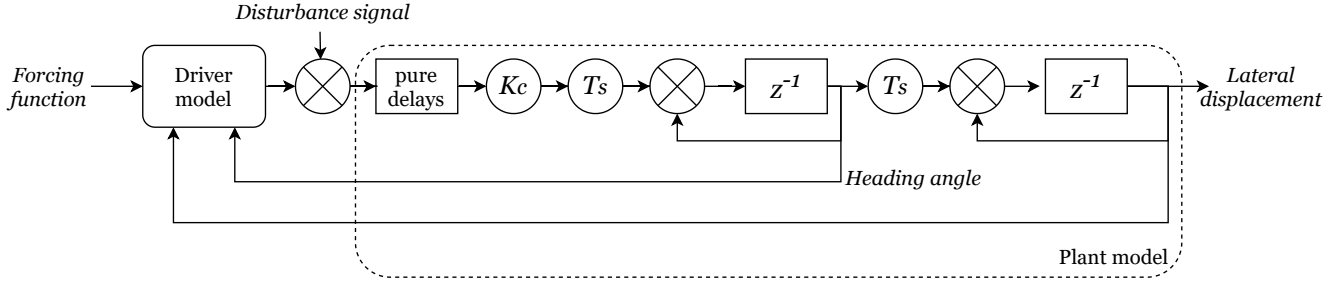 Disturbance signal
Forcing
function
Driver
model
pure
delays
Kc
Ts
z-1
Ts
z-1
Lateral
displacement
Heading angle
Plant model